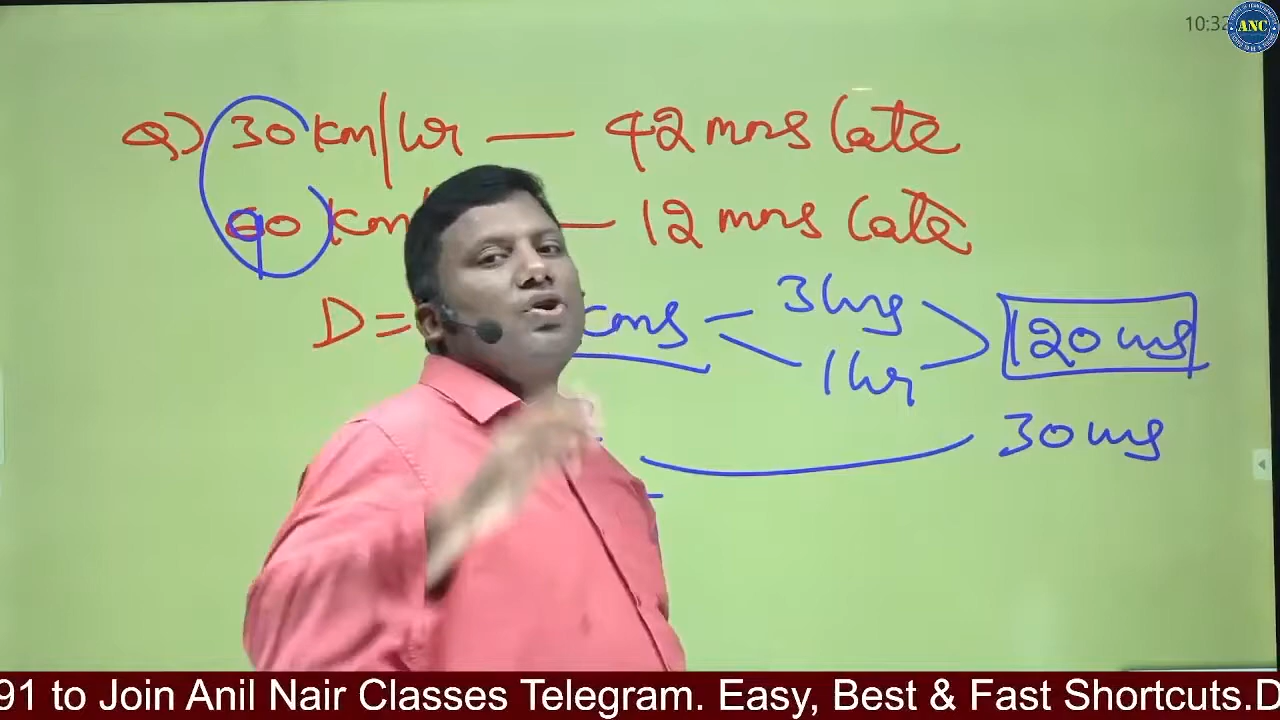 10:32
ANC
Q) 30 km/hr — 42 mns late
90 km — 12 mns late
D =
3 hrs
120 ms
1 hr
30 ms
91 to Join Anil Nair Classes Telegram. Easy, Best & Fast Shortcuts.D